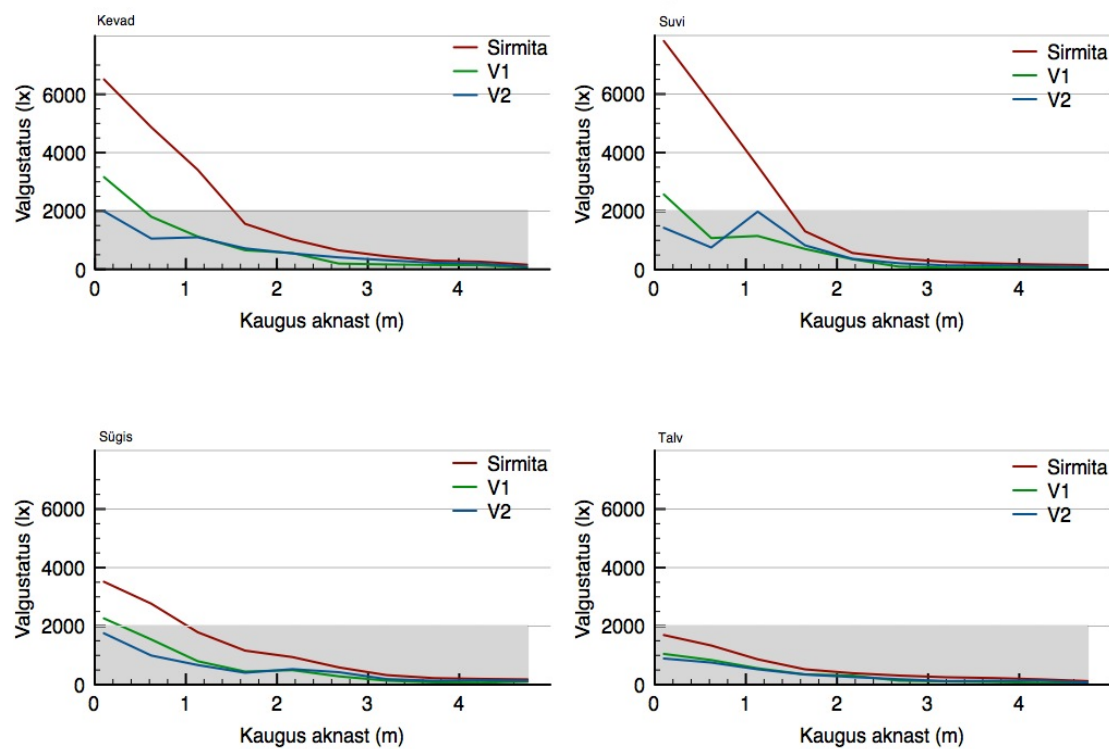 Kevad
Sirmita
V1
V2
Valgustatus (lx)
6000
4000
2000
0
0 1 2 3 4
Kaugus aknast (m)
Suvi
Sirmita
V1
V2
Valgustatus (lx)
6000
4000
2000
0
0 1 2 3 4
Kaugus aknast (m)
Sügis
Sirmita
V1
V2
Valgustatus (lx)
6000
4000
2000
0
0 1 2 3 4
Kaugus aknast (m)
Talv
Sirmita
V1
V2
Valgustatus (lx)
6000
4000
2000
0
0 1 2 3 4
Kaugus aknast (m)